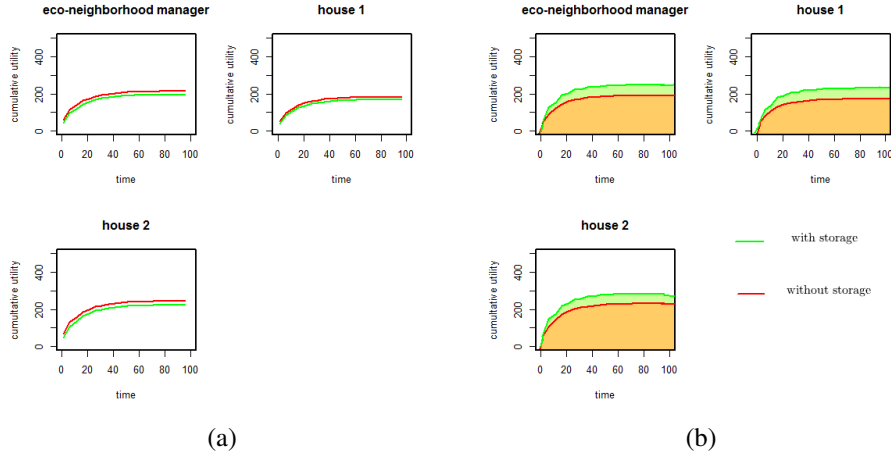 eco-neighborhood manager
cumulative utility
0 200 400
0 20 40 60 80 100
time
house 1
cumulative utility
0 200 400
0 20 40 60 80 100
time
house 2
cumultative utility
0 200 400
0 20 40 60 80 100
time
(a)
eco-neighborhood manager
cumulative utility
0 200 400
0 20 40 60 80 100
time
house 1
cumulative utility
0 200 400
0 20 40 60 80 100
time
house 2
cumultative utility
0 200 400
0 20 40 60 80 100
time
with storage
without storage
(b)